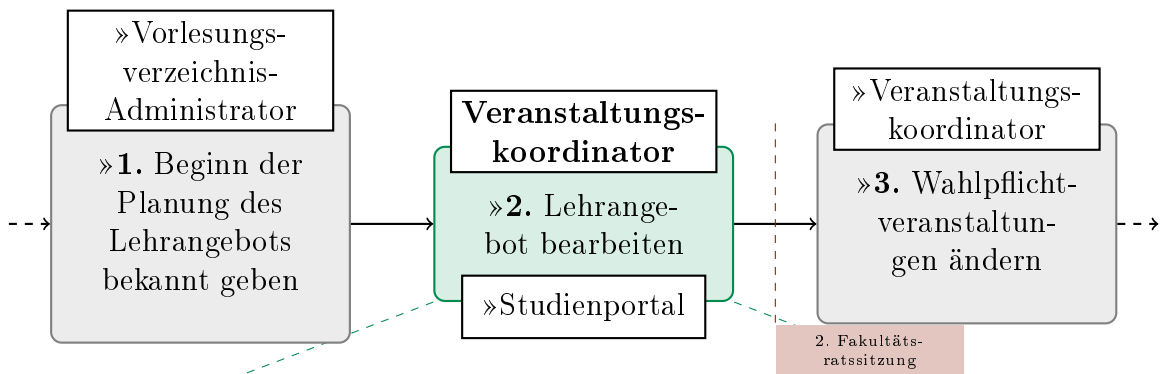 »Vorlesungs-
verzeichnis-
Administrator
»1. Beginn der
Planung des
Lehrangebots
bekannt geben
Veranstaltungs-
koordinator
»2. Lehrange-
bot bearbeiten
»Studienportal
»Veranstaltungs-
koordinator
»3. Wahlpflicht-
veranstaltun-
gen ändern
2. Fakultäts-
ratssitzung